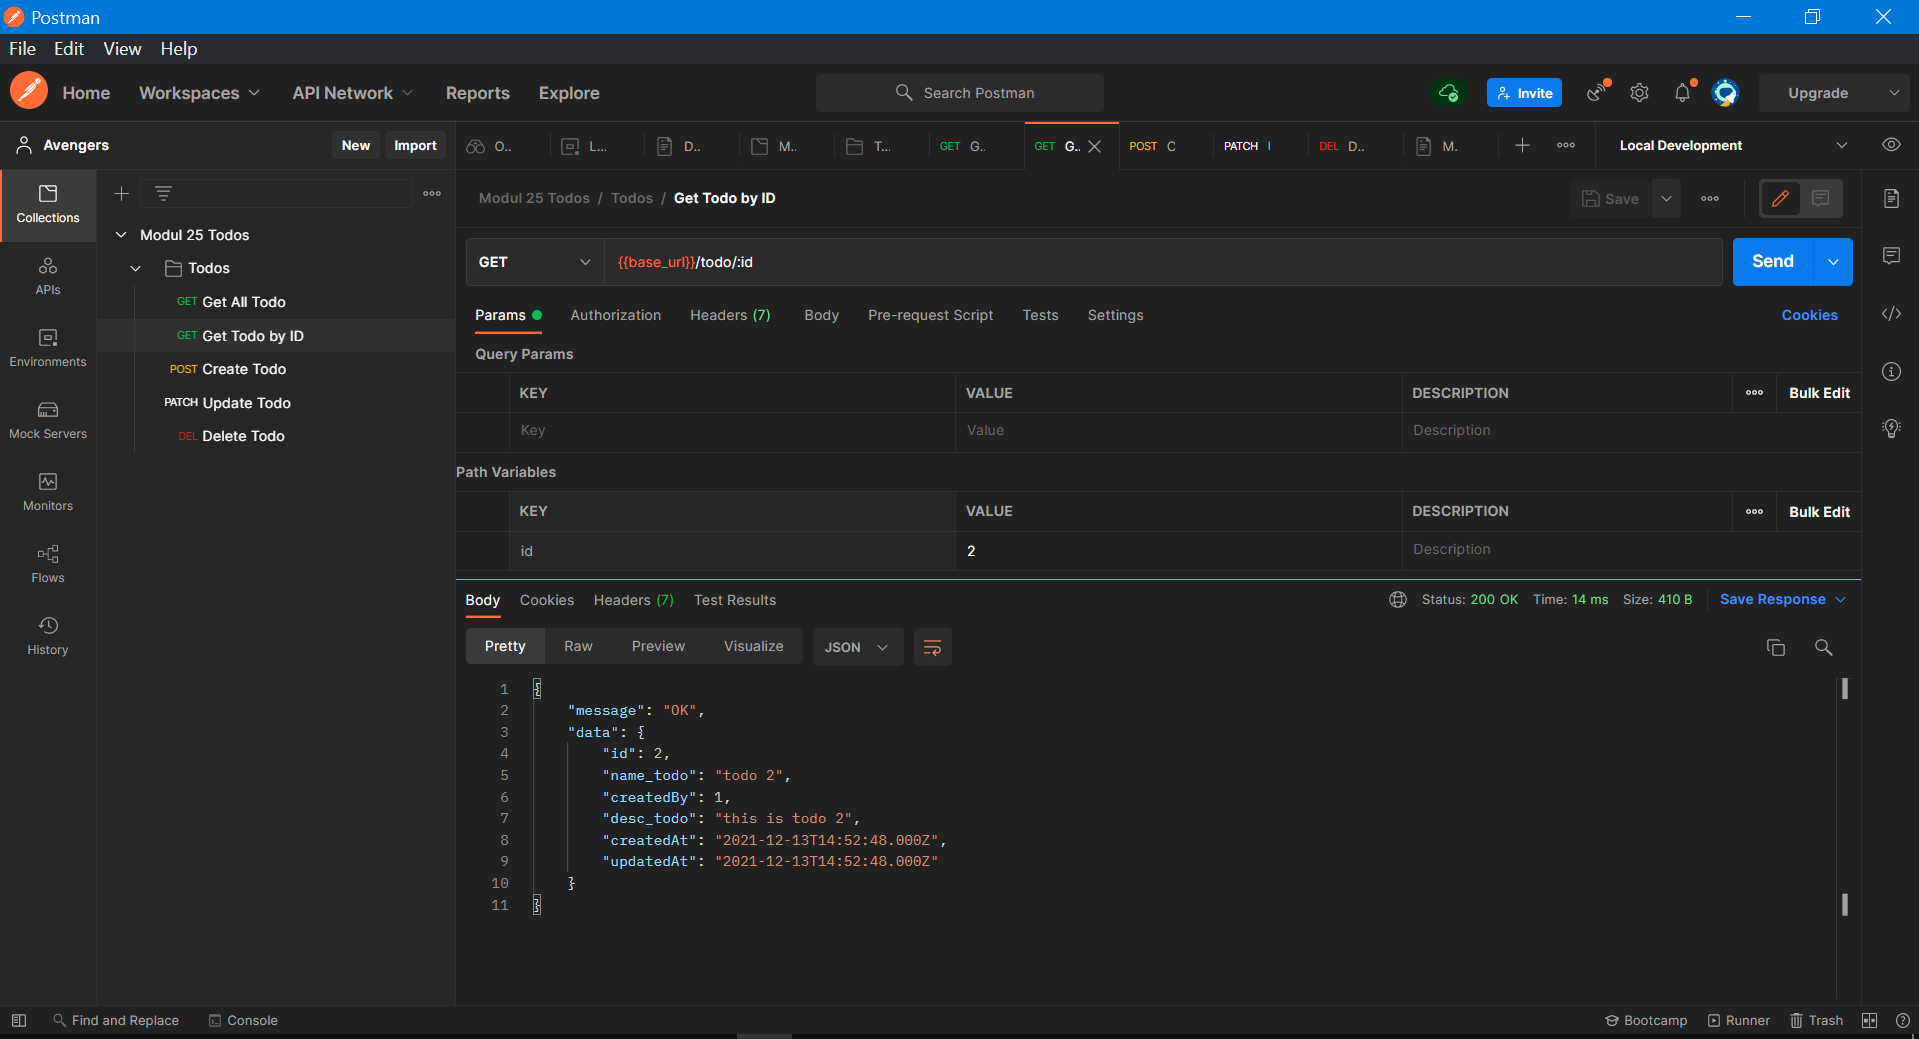 Postman
File Edit View Help
Home Workspaces API Network Reports Explore Search Postman Invite Upgrade
Avengers New Import
O.. L... D.. M.. T... GET G.. GET G.. POST C PATCH DEL D.. M. Local Development
Collections
APIs
Environments
Mock Servers
Monitors
Flows
History
Modul 25 Todos
Todos
GET Get All Todo
GET Get Todo by ID
POST Create Todo
PATCH Update Todo
DEL Delete Todo
Modul 25 Todos / Todos / Get Todo by ID Save
GET {{base_url}}/todo/:id Send
Params Authorization Headers (7) Body Pre-request Script Tests Settings Cookies
Query Params
KEY VALUE DESCRIPTION Bulk Edit
Key Value Description
Path Variables
KEY VALUE DESCRIPTION Bulk Edit
id 2 Description
Body Cookies Headers (7) Test Results Status: 200 OK Time: 14 ms Size: 410 B Save Response
Pretty Raw Preview Visualize JSON
1 {
2 "message": "OK",
3 "data": {
4 "id": 2,
5 "name_todo": "todo 2",
6 "createdBy": 1,
7 "desc_todo": "this is todo 2",
8 "createdAt": "2021-12-13T14:52:48.000Z",
9 "updatedAt": "2021-12-13T14:52:48.000Z"
10 }
11 }
Find and Replace Console Bootcamp Runner Trash